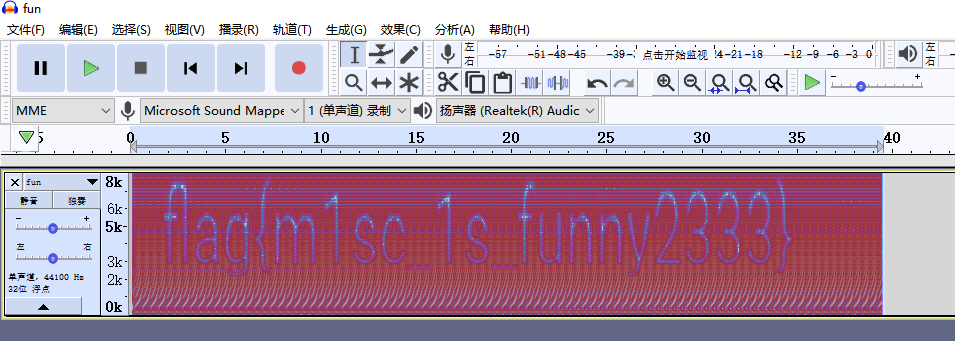 fun
文件(F) 编辑(E) 选择(S) 视图(V) 播录(R) 轨道(T) 生成(G) 效果(C) 分析(A) 帮助(H)
左 右 -57 -51 -48 -45 -39 点击开始监视 -21 -18 -12 -9 -6 -3 0 左 右
MME Microsoft Sound Mappe 1 (单声道) 录制 扬声器 (Realtek(R) Audic
5 0 5 10 15 20 25 30 35 40
fun
静音 独奏
- +
左 右
单声道, 44100 Hz
32位 浮点
8k
6k
5k
3k
2k
0k
flag{m1sc_1s_funny2333}